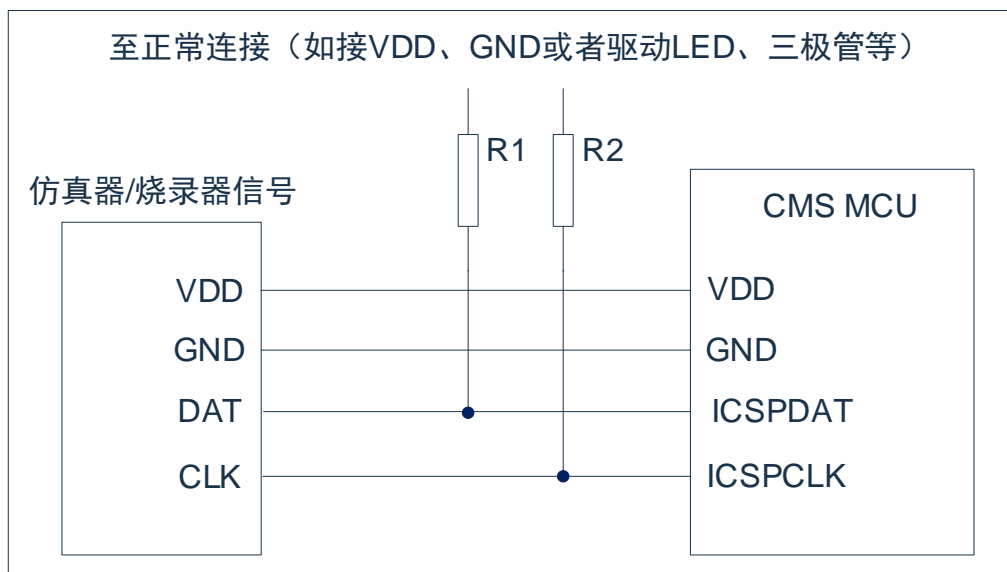 至正常连接（如接VDD、GND或者驱动LED、三极管等）
R1
R2
仿真器/烧录器信号
CMS MCU
VDD
VDD
GND
GND
DAT
ICSPDAT
CLK
ICSPCLK